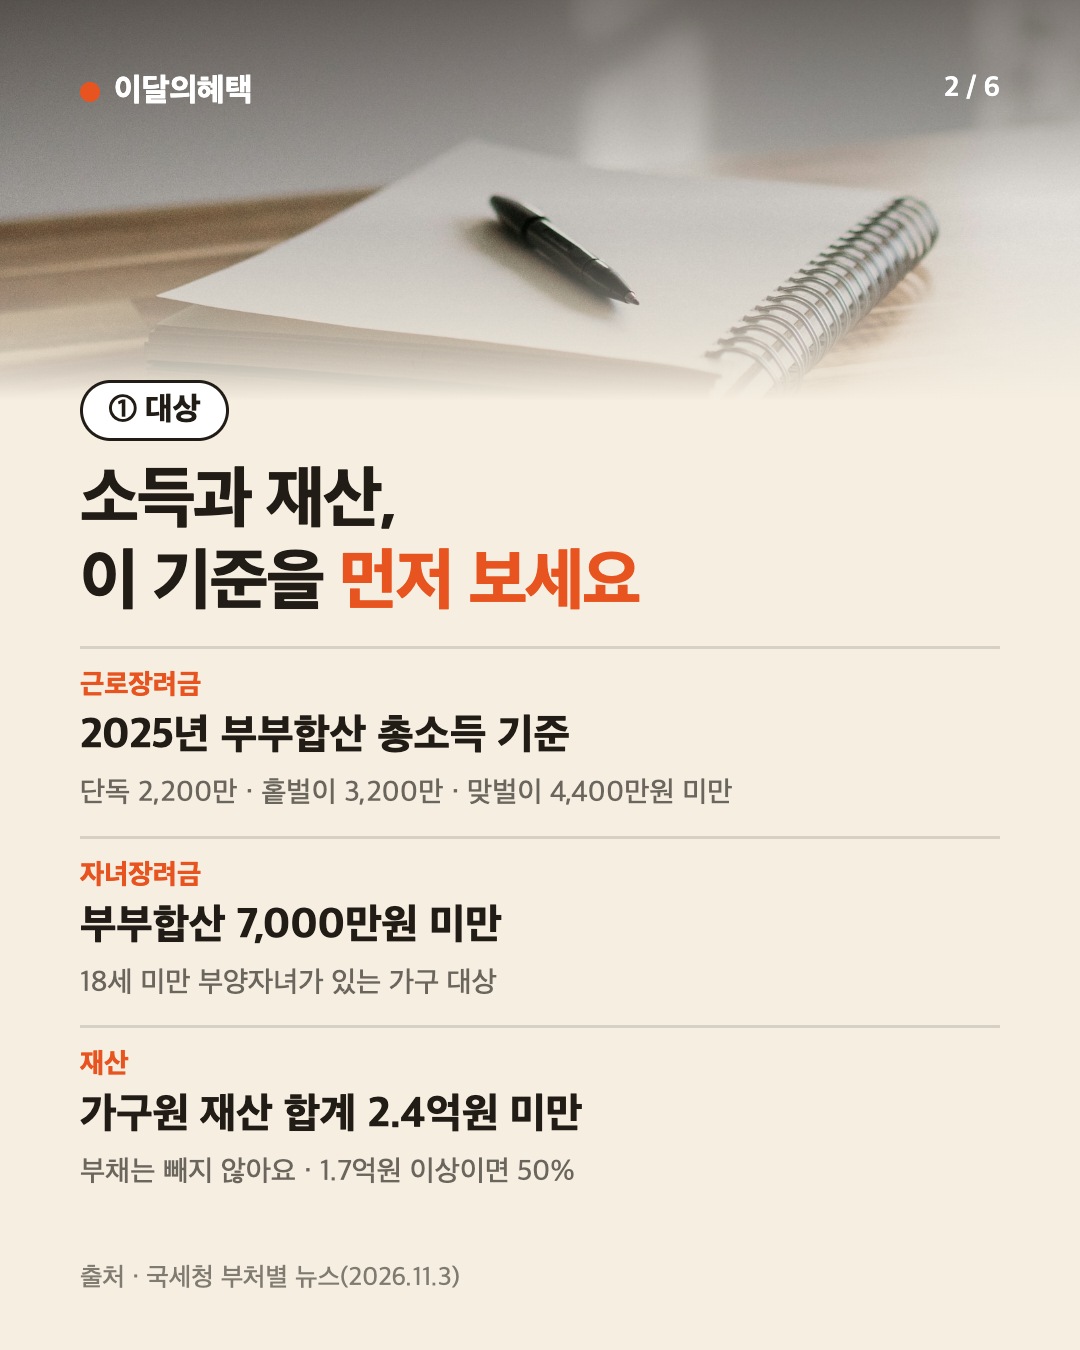 이달의혜택
2 / 6
① 대상
소득과 재산,
이 기준을 먼저 보세요
근로장려금
2025년 부부합산 총소득 기준
단독 2,200만 · 홑벌이 3,200만 · 맞벌이 4,400만원 미만
자녀장려금
부부합산 7,000만원 미만
18세 미만 부양자녀가 있는 가구 대상
재산
가구원 재산 합계 2.4억원 미만
부채는 빼지 않아요 · 1.7억원 이상이면 50%
출처 · 국세청 부처별 뉴스(2026.11.3)